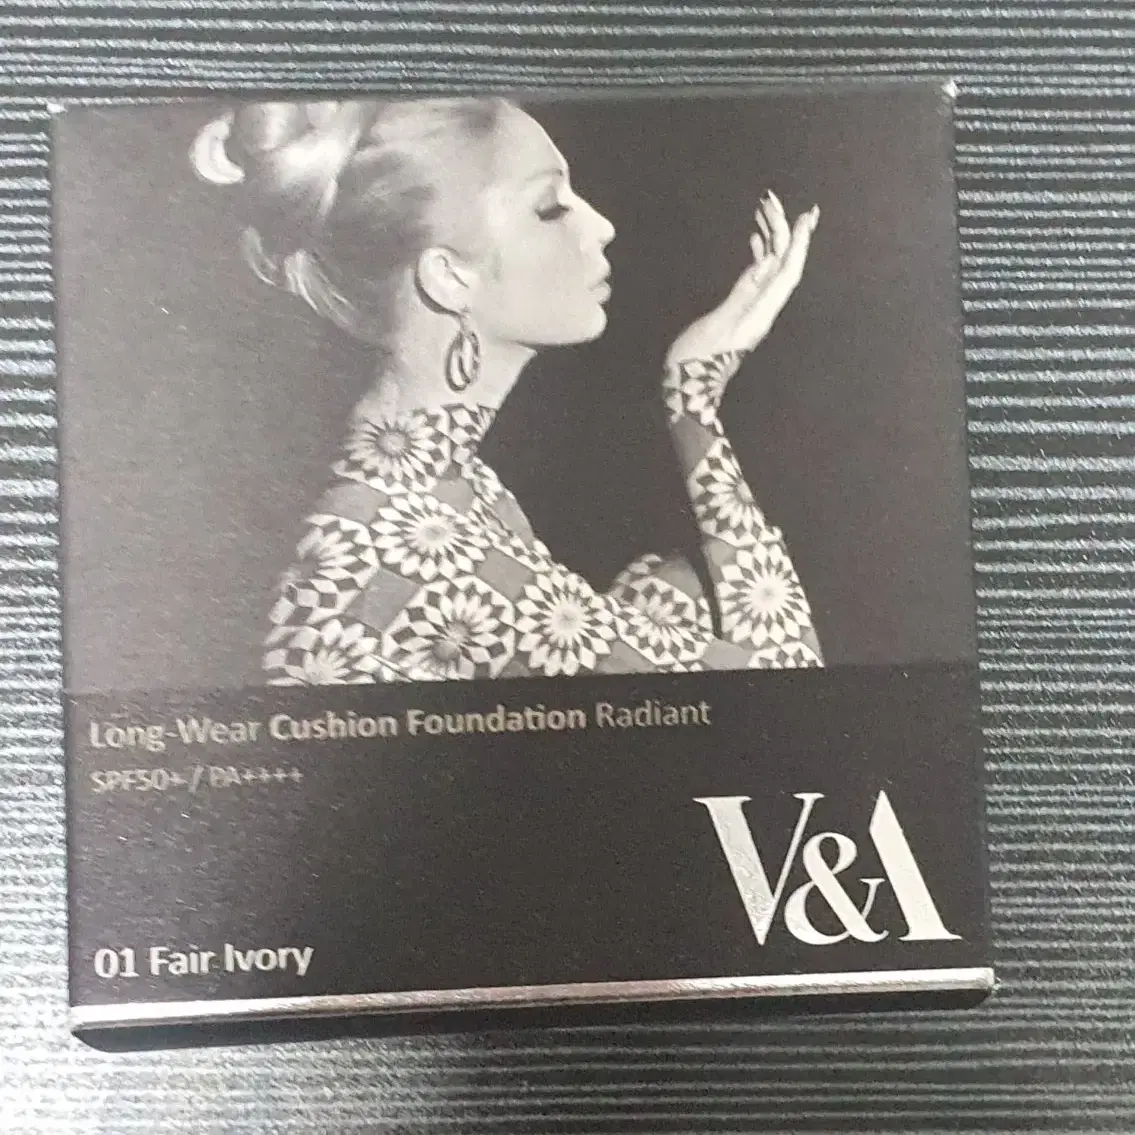 Long-Wear Cushion Foundation Radiant
SPF50+ / PA++++
V&A
01 Fair Ivory